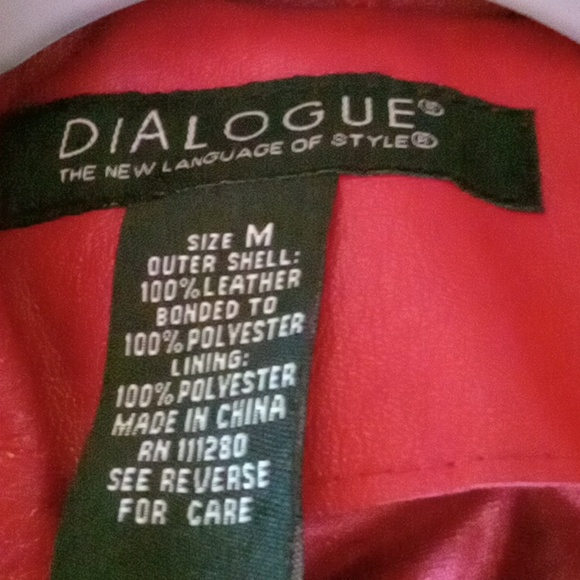 DIALOGUE®
THE NEW LANGUAGE OF STYLE®
SIZE M
OUTER SHELL:
100% LEATHER
BONDED TO
100% POLYESTER
LINING:
100% POLYESTER
MADE IN CHINA
RN 111280
SEE REVERSE
FOR CARE